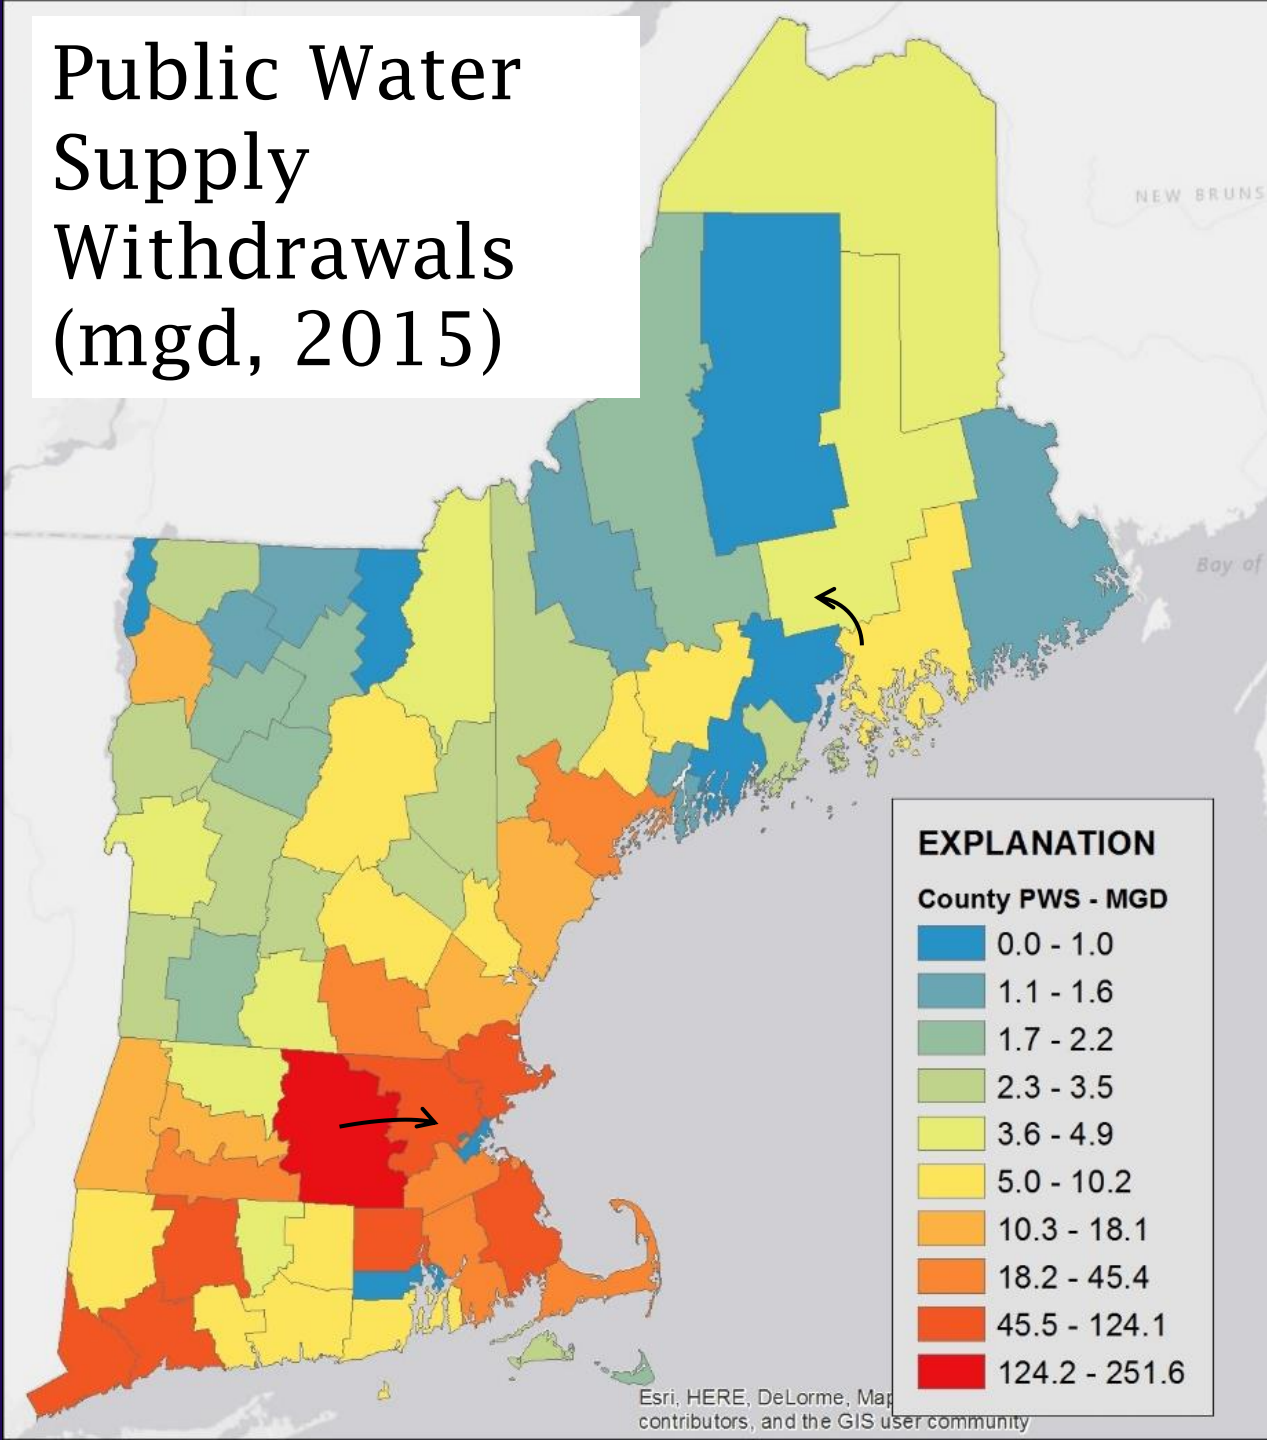 Public Water
Supply
Withdrawals
(mgd, 2015)
NEW BRUNS
Bay of
EXPLANATION
County PWS - MGD
0.0 - 1.0
1.1 - 1.6
1.7 - 2.2
2.3 - 3.5
3.6 - 4.9
5.0 - 10.2
10.3 - 18.1
18.2 - 45.4
45.5 - 124.1
124.2 - 251.6
Esri, HERE, DeLorme, Map
contributors, and the GIS user community